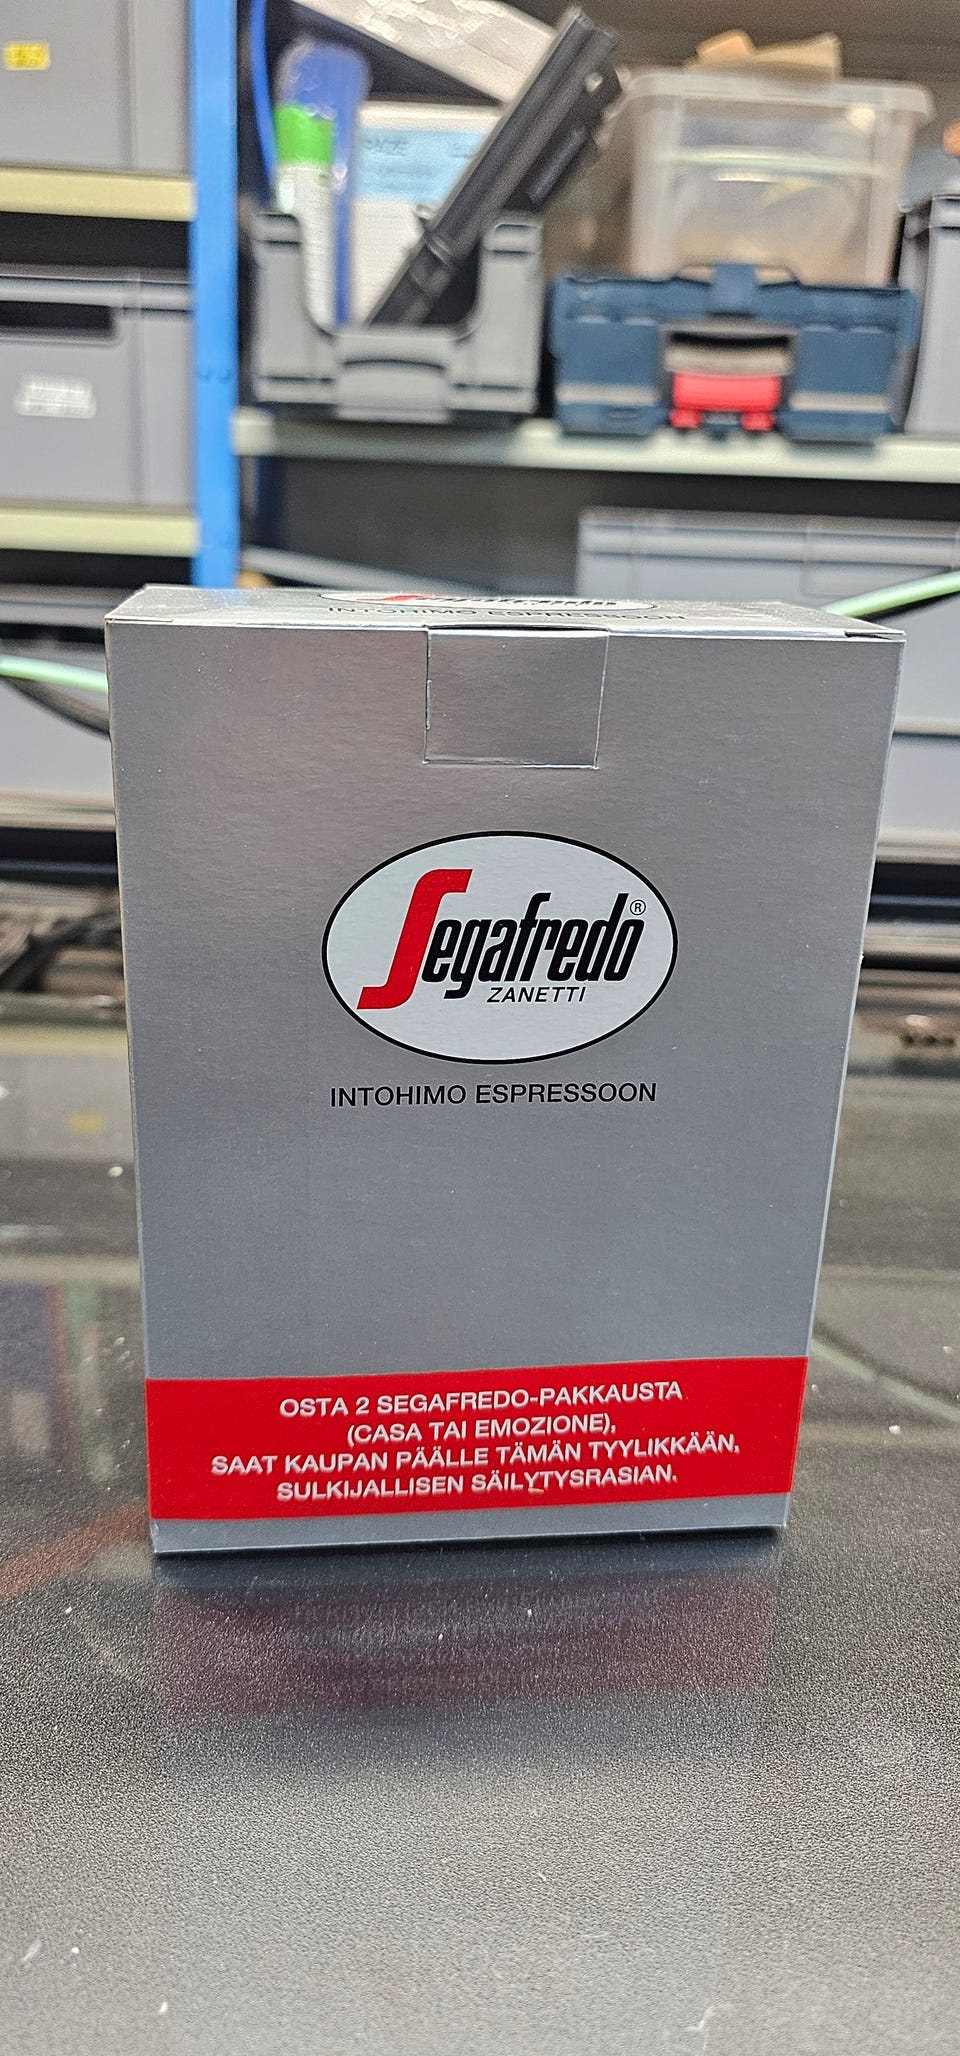 INTOHIMO ESPRESSOON
Segafredo®
ZANETTI
INTOHIMO ESPRESSOON
OSTA 2 SEGAFREDO-PAKKAUSTA
(CASA TAI EMOZIONE),
SAAT KAUPAN PÄÄLLE TÄMÄN TYYLIKKÄÄN,
SULKIJALLISEN SÄILYTYSRASIAN.